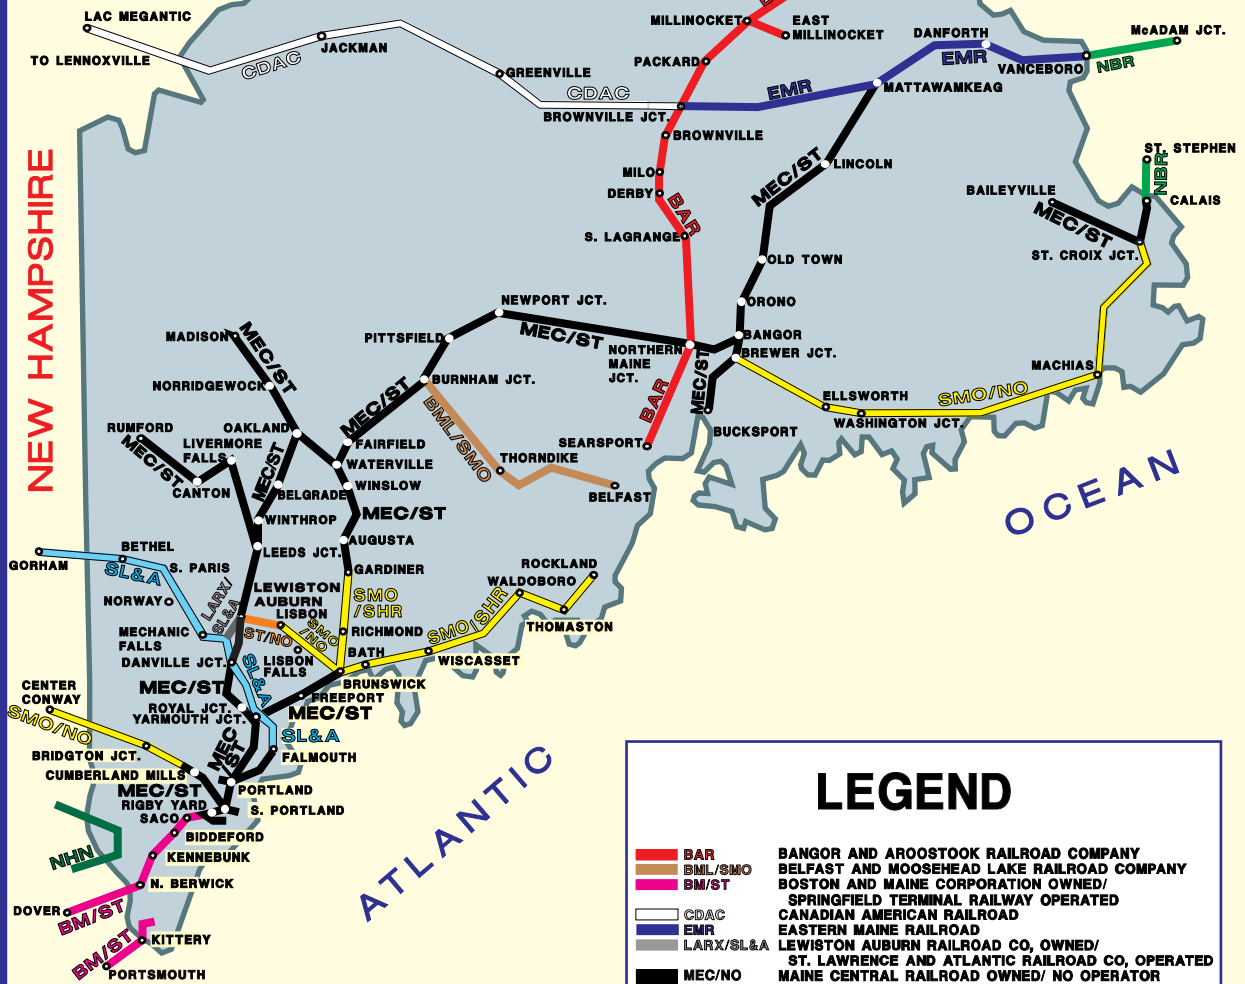 LAC MEGANTIC
TO LENNOXVILLE
JACKMAN
CDAC
GREENVILLE
CDAC
BROWNVILLE JCT.
MILLINOCKET
EAST
MILLINOCKET
PACKARD
EMR
DANFORTH
EMR
VANCEBORO
NBR
McADAM JCT.
MATTAWAMKEAG
BROWNVILLE
MILO
DERBY
BAR
S. LAGRANGE
MEC/ST
LINCOLN
ST. STEPHEN
NBR
BAILEYVILLE
MEC/ST
CALAIS
ST. CROIX JCT.
OLD TOWN
ORONO
BANGOR
BREWER JCT.
NEW HAMPSHIRE
NEWPORT JCT.
MEC/ST
PITTSFIELD
NORTHERN
MAINE
JCT.
MEC/ST
BAR
MADISON
MEC/ST
NORRIDGEWOCK
BURNHAM JCT.
MEC/ST
BML/SMO
MACHIAS
SMO/NO
ELLSWORTH
WASHINGTON JCT.
BUCKSPORT
SEARSPORT
RUMFORD
MEC/ST
OAKLAND
LIVERMORE
FALLS
CANTON
MEC/ST
FAIRFIELD
WATERVILLE
WINSLOW
BELGRADE
THORNDIKE
BELFAST
OCEAN
WINTHROP
MEC/ST
AUGUSTA
LEEDS JCT.
GARDINER
BETHEL
GORHAM
SL&A
S. PARIS
NORWAY
LARX/
SL&A
LEWISTON
AUBURN
LISBON
SMO
/SHR
ROCKLAND
WALDOBORO
THOMASTON
SMO/SHR
MECHANIC
FALLS
ST/NO
SMO
/NO
RICHMOND
DANVILLE JCT.
LISBON
FALLS
BATH
WISCASSET
SL&A
CENTER
CONWAY
MEC/ST
BRUNSWICK
FREEPORT
ROYAL JCT.
YARMOUTH JCT.
MEC/ST
SMO/NO
SL&A
BRIDGTON JCT.
MEC
/ST
FALMOUTH
CUMBERLAND MILLS
MEC/ST
PORTLAND
RIGBY YARD
S. PORTLAND
SACO
BIDDEFORD
NHN
KENNEBUNK
N. BERWICK
DOVER
BM/ST
KITTERY
BM/ST
PORTSMOUTH
ATLANTIC
LEGEND
BAR BANGOR AND AROOSTOOK RAILROAD COMPANY
BML/SMO BELFAST AND MOOSEHEAD LAKE RAILROAD COMPANY
BM/ST BOSTON AND MAINE CORPORATION OWNED/
SPRINGFIELD TERMINAL RAILWAY OPERATED
CDAC CANADIAN AMERICAN RAILROAD
EMR EASTERN MAINE RAILROAD
LARX/SL&A LEWISTON AUBURN RAILROAD CO, OWNED/
ST. LAWRENCE AND ATLANTIC RAILROAD CO, OPERATED
MEC/NO MAINE CENTRAL RAILROAD OWNED/ NO OPERATOR